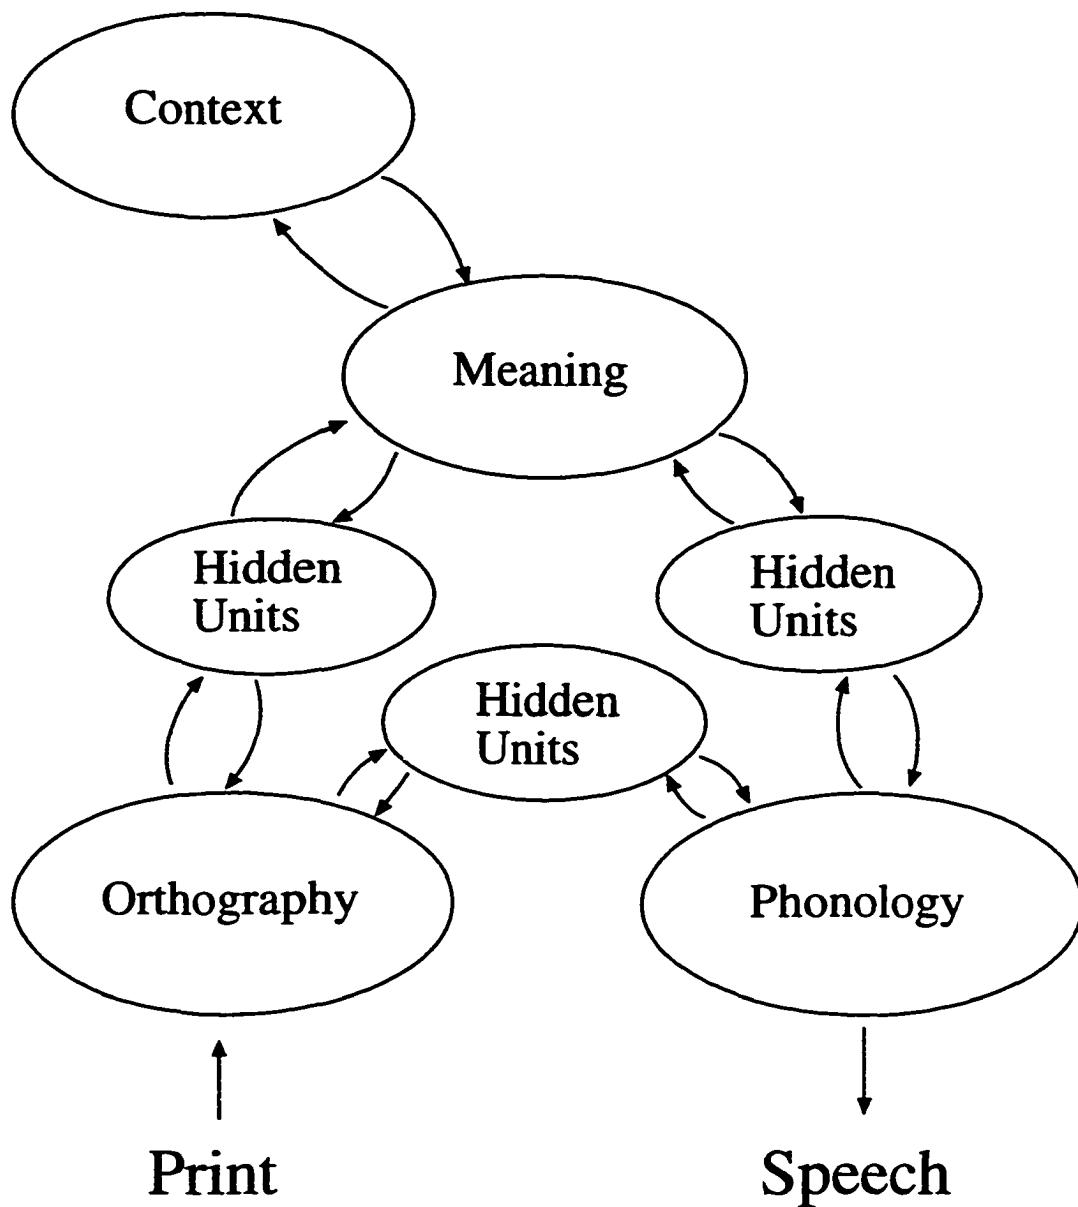 Context
Meaning
Hidden
Units
Hidden
Units
Hidden
Units
Orthography
Phonology
Print
Speech